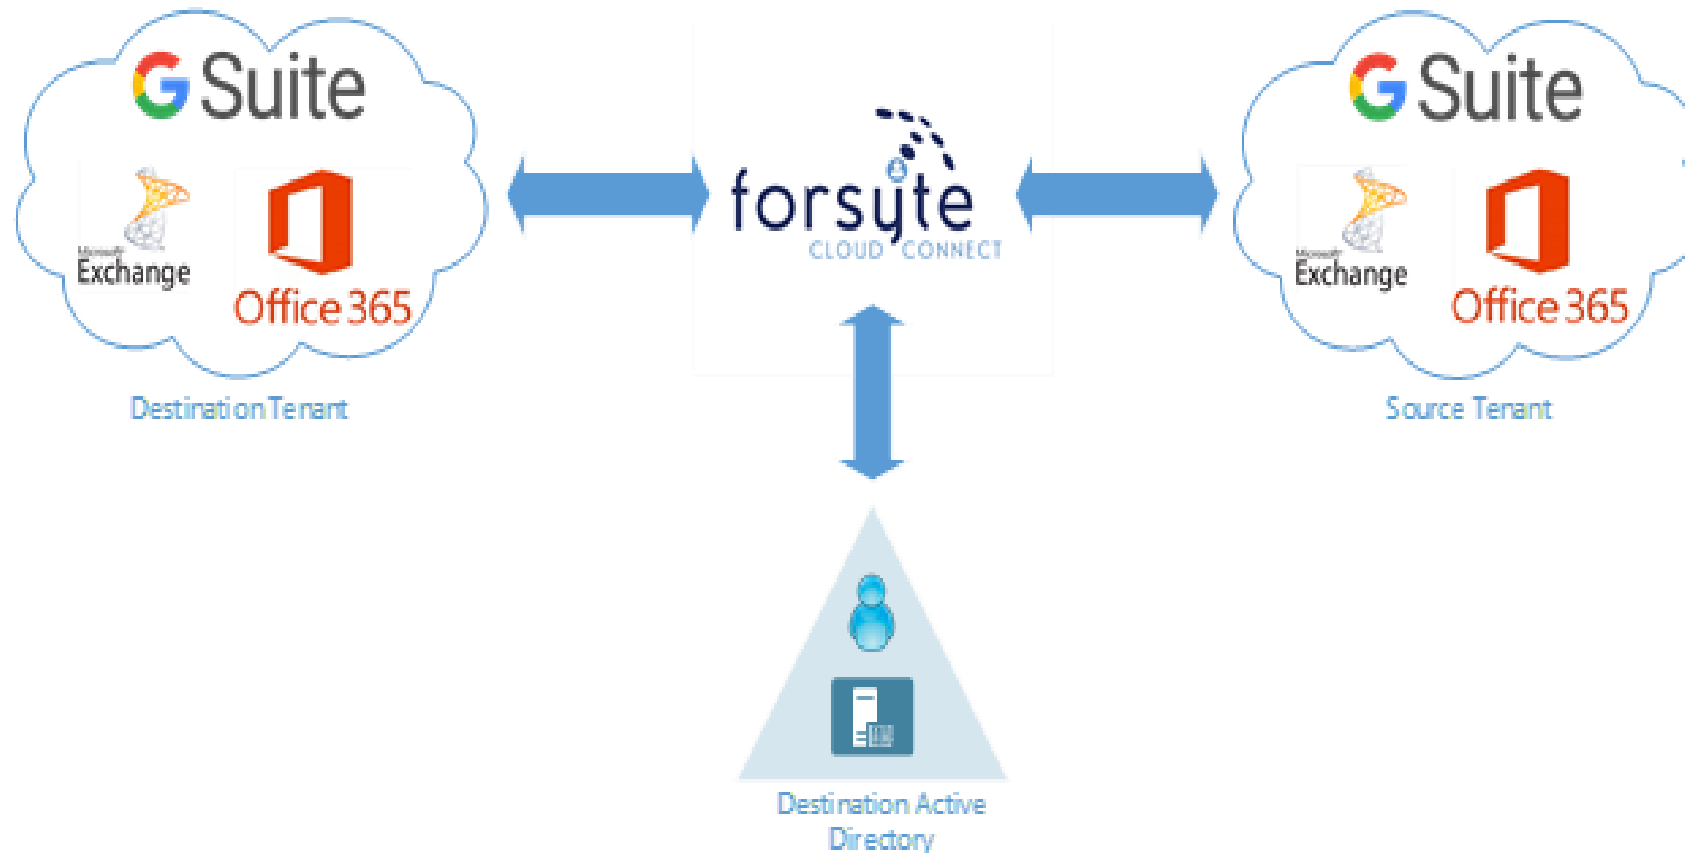 G Suite
Microsoft
Exchange
Office 365
Destination Tenant
forsyte
CLOUD CONNECT
G Suite
Microsoft
Exchange
Office 365
Source Tenant
Destination Active
Directory